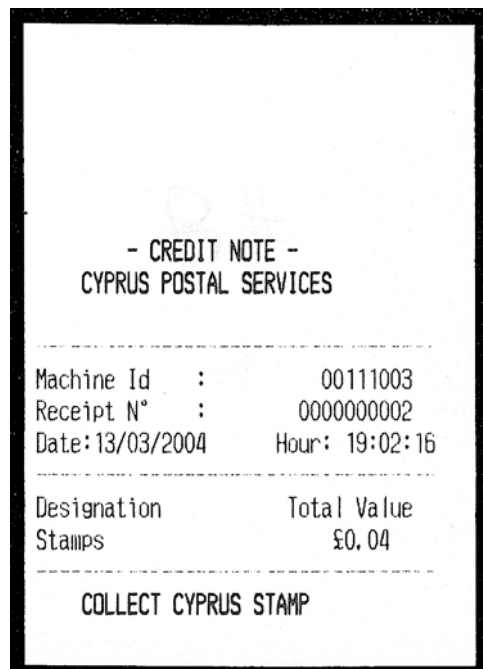 - CREDIT NOTE -
CYPRUS POSTAL SERVICES
Machine Id : 00111003
Receipt N° : 0000000002
Date:13/03/2004 Hour: 19:02:16
Designation Total Value
Stamps £0.04
COLLECT CYPRUS STAMP